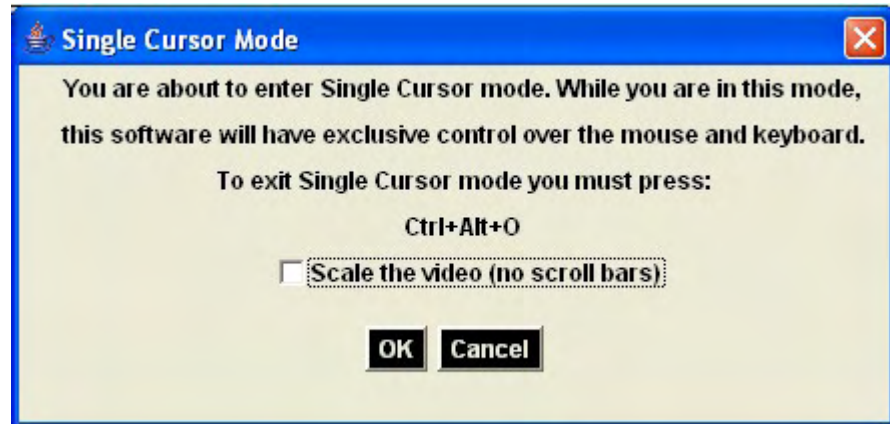 Single Cursor Mode
You are about to enter Single Cursor mode. While you are in this mode,
this software will have exclusive control over the mouse and keyboard.
To exit Single Cursor mode you must press:
Ctrl+Alt+O
Scale the video (no scroll bars)
OK Cancel